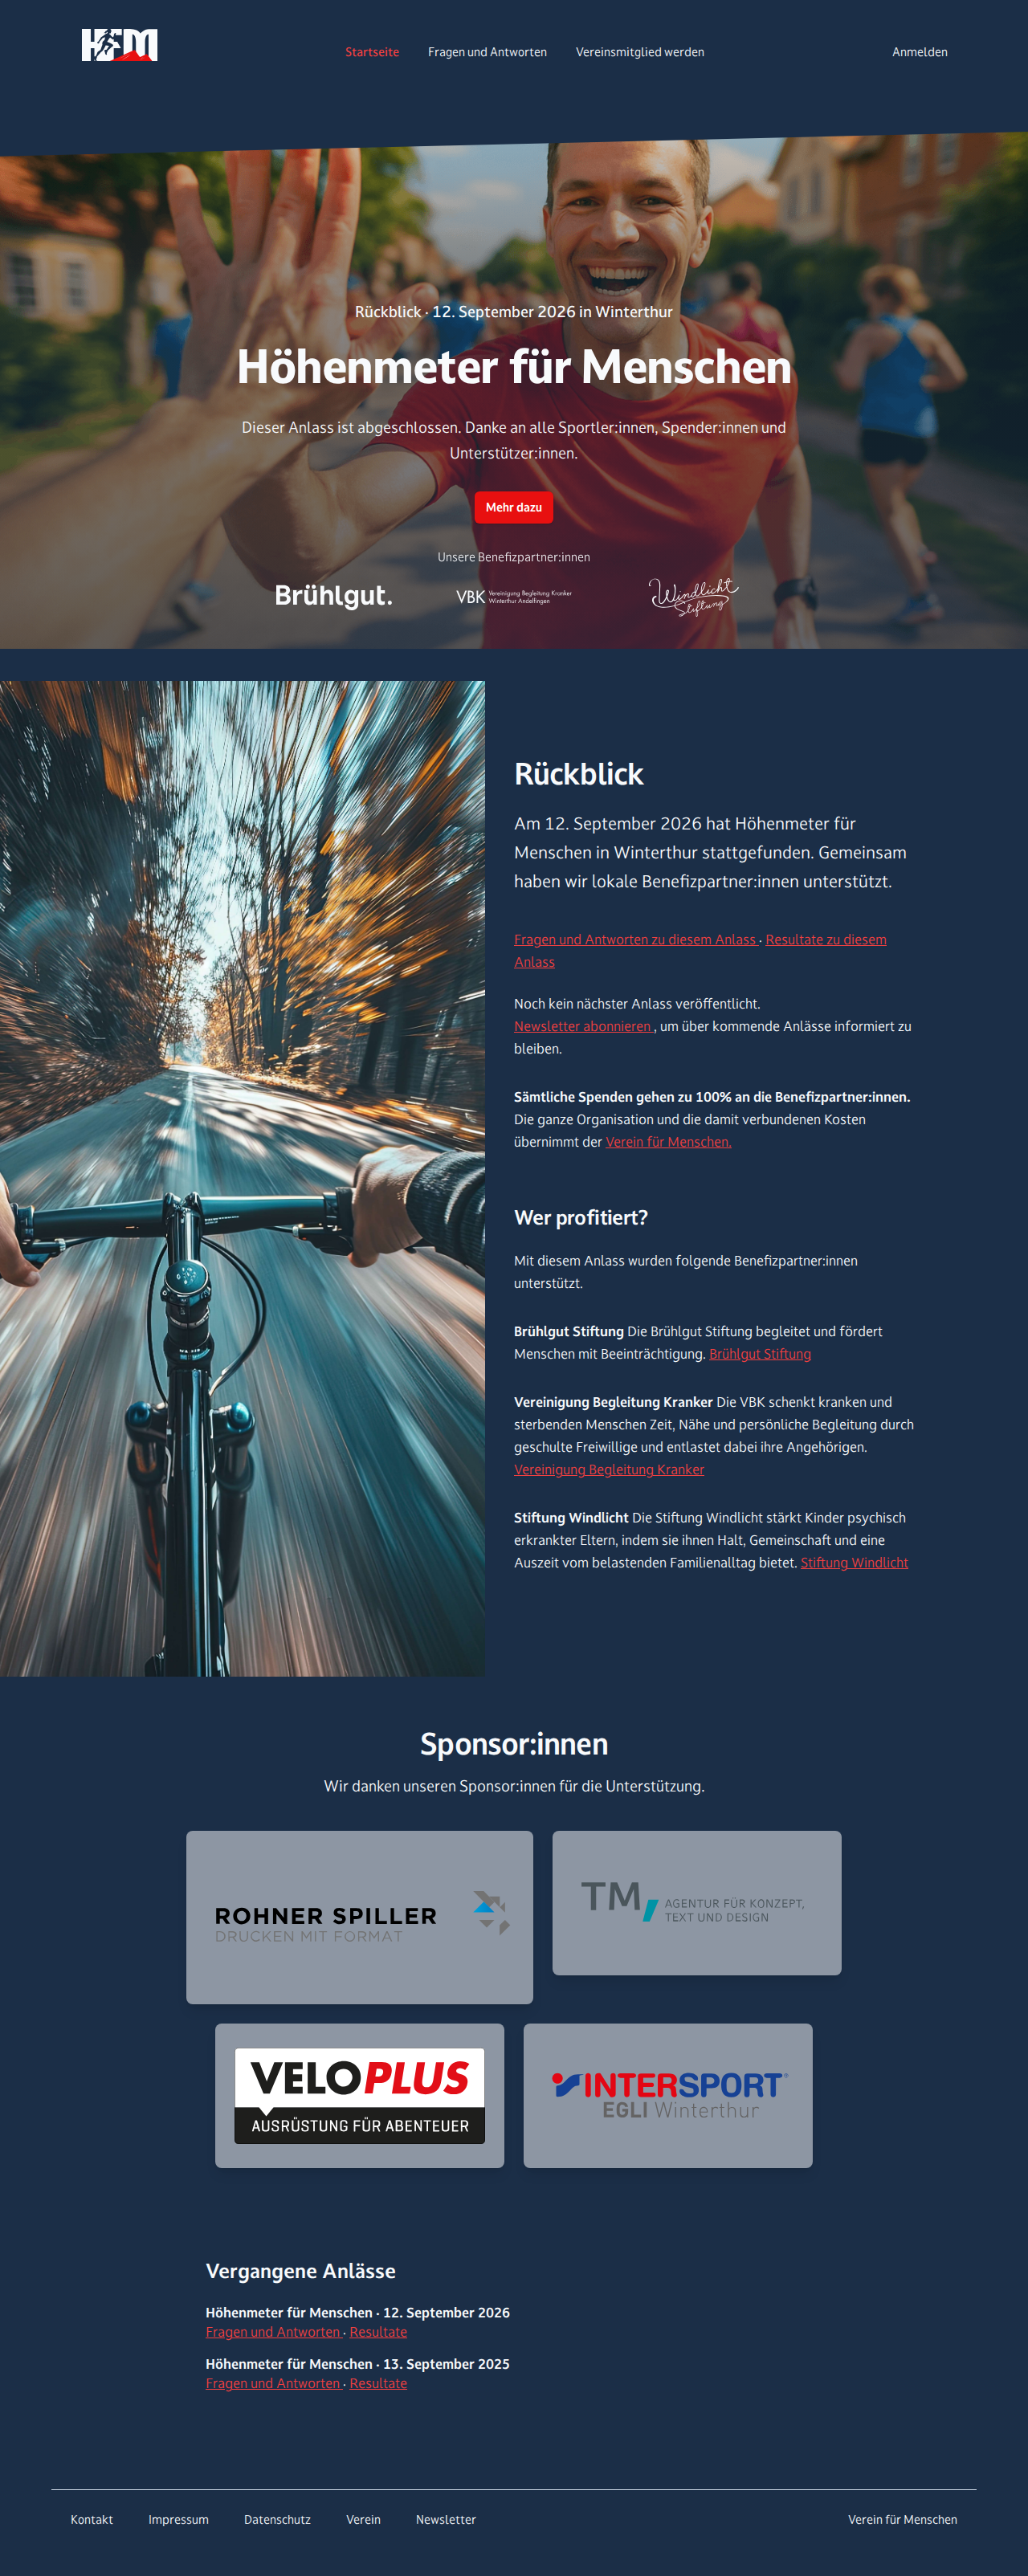 HFM
Startseite
Fragen und Antworten
Vereinsmitglied werden
Anmelden
Rückblick · 12. September 2026 in Winterthur
Höhenmeter für Menschen
Dieser Anlass ist abgeschlossen. Danke an alle Sportler:innen, Spender:innen und
Unterstützer:innen.
Mehr dazu
Unsere Benefizpartner:innen
Brühlgut.
VBK Vereinigung Begleitung Kranker
Winterthur Andelfingen
Windlicht
Stiftung
Rückblick
Am 12. September 2026 hat Höhenmeter für
Menschen in Winterthur stattgefunden. Gemeinsam
haben wir lokale Benefizpartner:innen unterstützt.
Fragen und Antworten zu diesem Anlass · Resultate zu diesem
Anlass
Noch kein nächster Anlass veröffentlicht.
Newsletter abonnieren , um über kommende Anlässe informiert zu
bleiben.
Sämtliche Spenden gehen zu 100% an die Benefizpartner:innen.
Die ganze Organisation und die damit verbundenen Kosten
übernimmt der Verein für Menschen.
Wer profitiert?
Mit diesem Anlass wurden folgende Benefizpartner:innen
unterstützt.
Brühlgut Stiftung Die Brühlgut Stiftung begleitet und fördert
Menschen mit Beeinträchtigung. Brühlgut Stiftung
Vereinigung Begleitung Kranker Die VBK schenkt kranken und
sterbenden Menschen Zeit, Nähe und persönliche Begleitung durch
geschulte Freiwillige und entlastet dabei ihre Angehörigen.
Vereinigung Begleitung Kranker
Stiftung Windlicht Die Stiftung Windlicht stärkt Kinder psychisch
erkrankter Eltern, indem sie ihnen Halt, Gemeinschaft und eine
Auszeit vom belastenden Familienalltag bietet. Stiftung Windlicht
Sponsor:innen
Wir danken unseren Sponsor:innen für die Unterstützung.
ROHNER SPILLER
DRUCKEN MIT FORMAT
TM, AGENTUR FÜR KONZEPT,
TEXT UND DESIGN
VELOPLUS
AUSRÜSTUNG FÜR ABENTEUER
INTERSPORT®
EGLI Winterthur
Vergangene Anlässe
Höhenmeter für Menschen · 12. September 2026
Fragen und Antworten · Resultate
Höhenmeter für Menschen · 13. September 2025
Fragen und Antworten · Resultate
Kontakt
Impressum
Datenschutz
Verein
Newsletter
Verein für Menschen